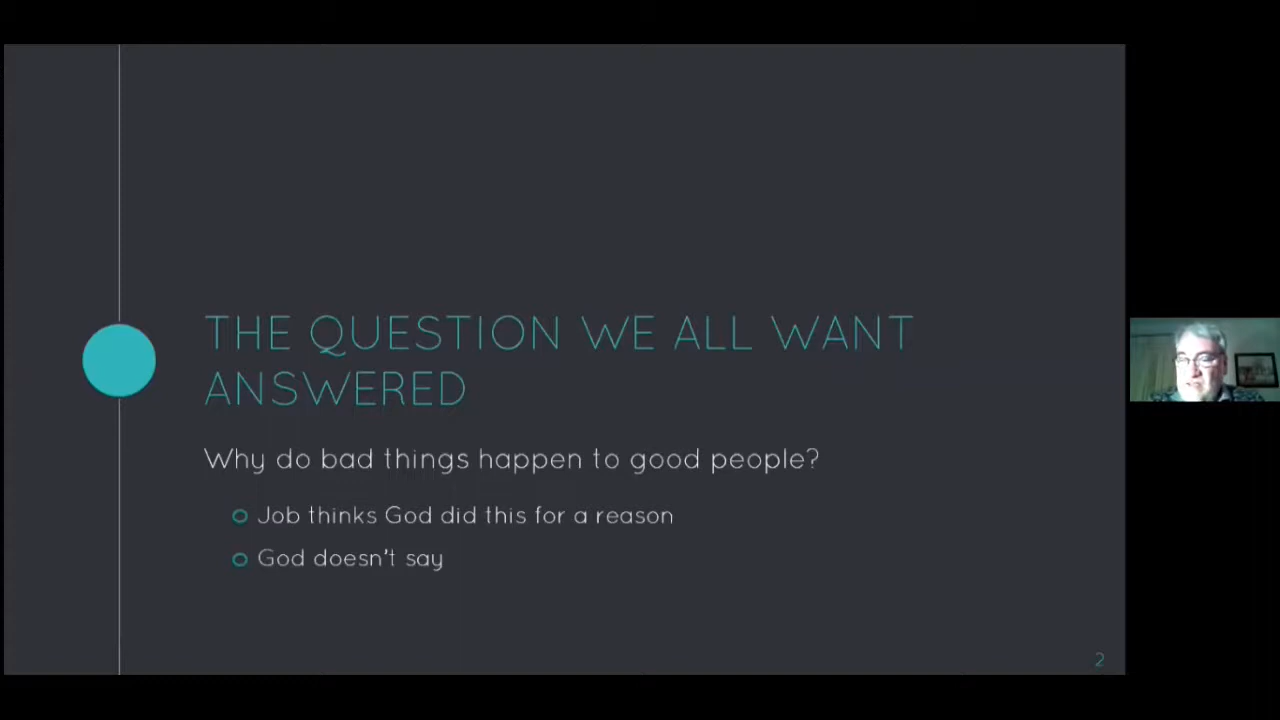 THE QUESTION WE ALL WANT
ANSWERED
Why do bad things happen to good people?
Job thinks God did this for a reason
God doesn't say
2